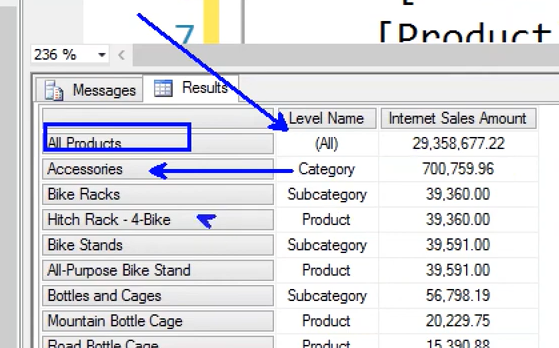 7
[Product
236 %
Messages Results
Level Name Internet Sales Amount
All Products (All) 29,358,677.22
Accessories Category 700,759.96
Bike Racks Subcategory 39,360.00
Hitch Rack - 4-Bike Product 39,360.00
Bike Stands Subcategory 39,591.00
All-Purpose Bike Stand Product 39,591.00
Bottles and Cages Subcategory 56,798.19
Mountain Bottle Cage Product 20,229.75
Road Bottle Cage Product 15,390.88